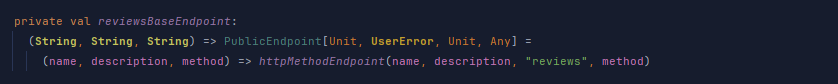 private val reviewsBaseEndpoint:
(String, String, String) => PublicEndpoint[Unit, UserError, Unit, Any] =
(name, description, method) => httpMethodEndpoint(name, description, "reviews", method)